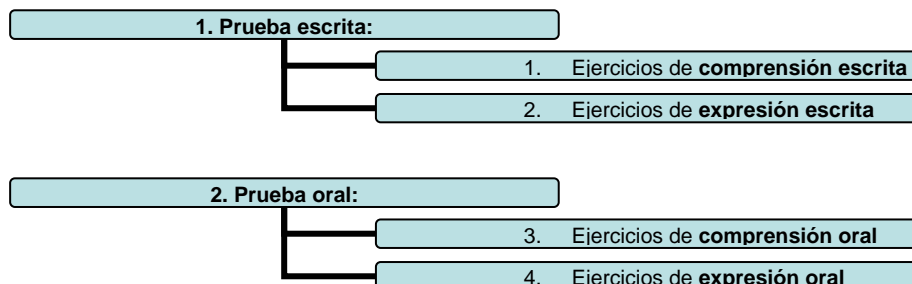 1. Prueba escrita:
1. Ejercicios de comprensión escrita
2. Ejercicios de expresión escrita
2. Prueba oral:
3. Ejercicios de comprensión oral
4. Ejercicios de expresión oral